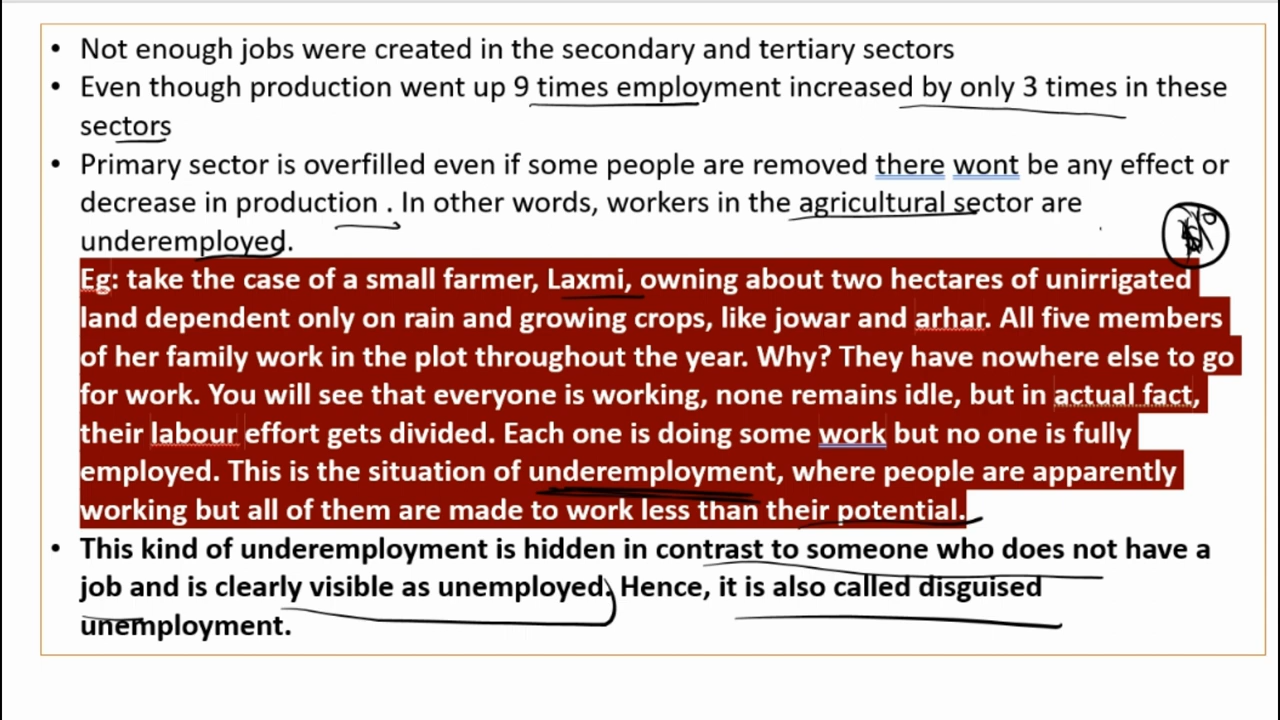 • Not enough jobs were created in the secondary and tertiary sectors
• Even though production went up 9 times employment increased by only 3 times in these
sectors
• Primary sector is overfilled even if some people are removed there wont be any effect or
decrease in production . In other words, workers in the agricultural sector are
underemployed.
Eg: take the case of a small farmer, Laxmi, owning about two hectares of unirrigated
land dependent only on rain and growing crops, like jowar and arhar. All five members
of her family work in the plot throughout the year. Why? They have nowhere else to go
for work. You will see that everyone is working, none remains idle, but in actual fact,
their labour effort gets divided. Each one is doing some work but no one is fully
employed. This is the situation of underemployment, where people are apparently
working but all of them are made to work less than their potential.
• This kind of underemployment is hidden in contrast to someone who does not have a
job and is clearly visible as unemployed. Hence, it is also called disguised
unemployment.